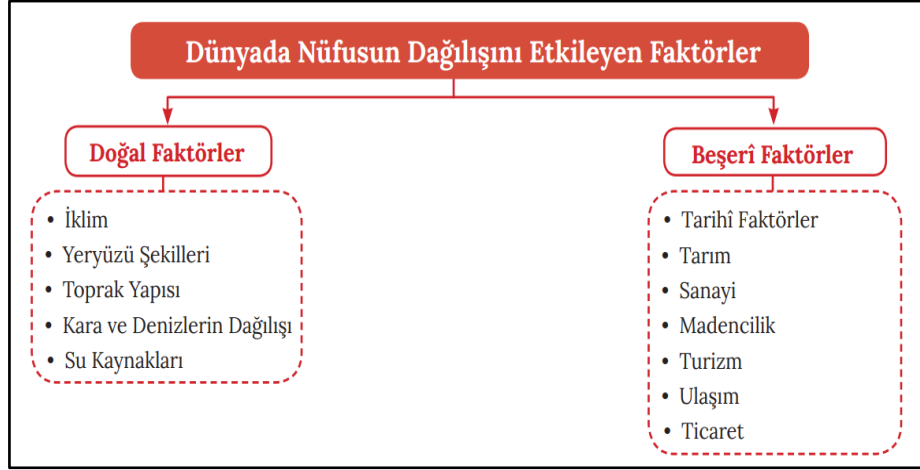 Dünyada Nüfusun Dağılışını Etkileyen Faktörler
Doğal Faktörler
• İklim
• Yeryüzü Şekilleri
• Toprak Yapısı
• Kara ve Denizlerin Dağılışı
• Su Kaynakları
Beşerî Faktörler
• Tarihî Faktörler
• Tarım
• Sanayi
• Madencilik
• Turizm
• Ulaşım
• Ticaret